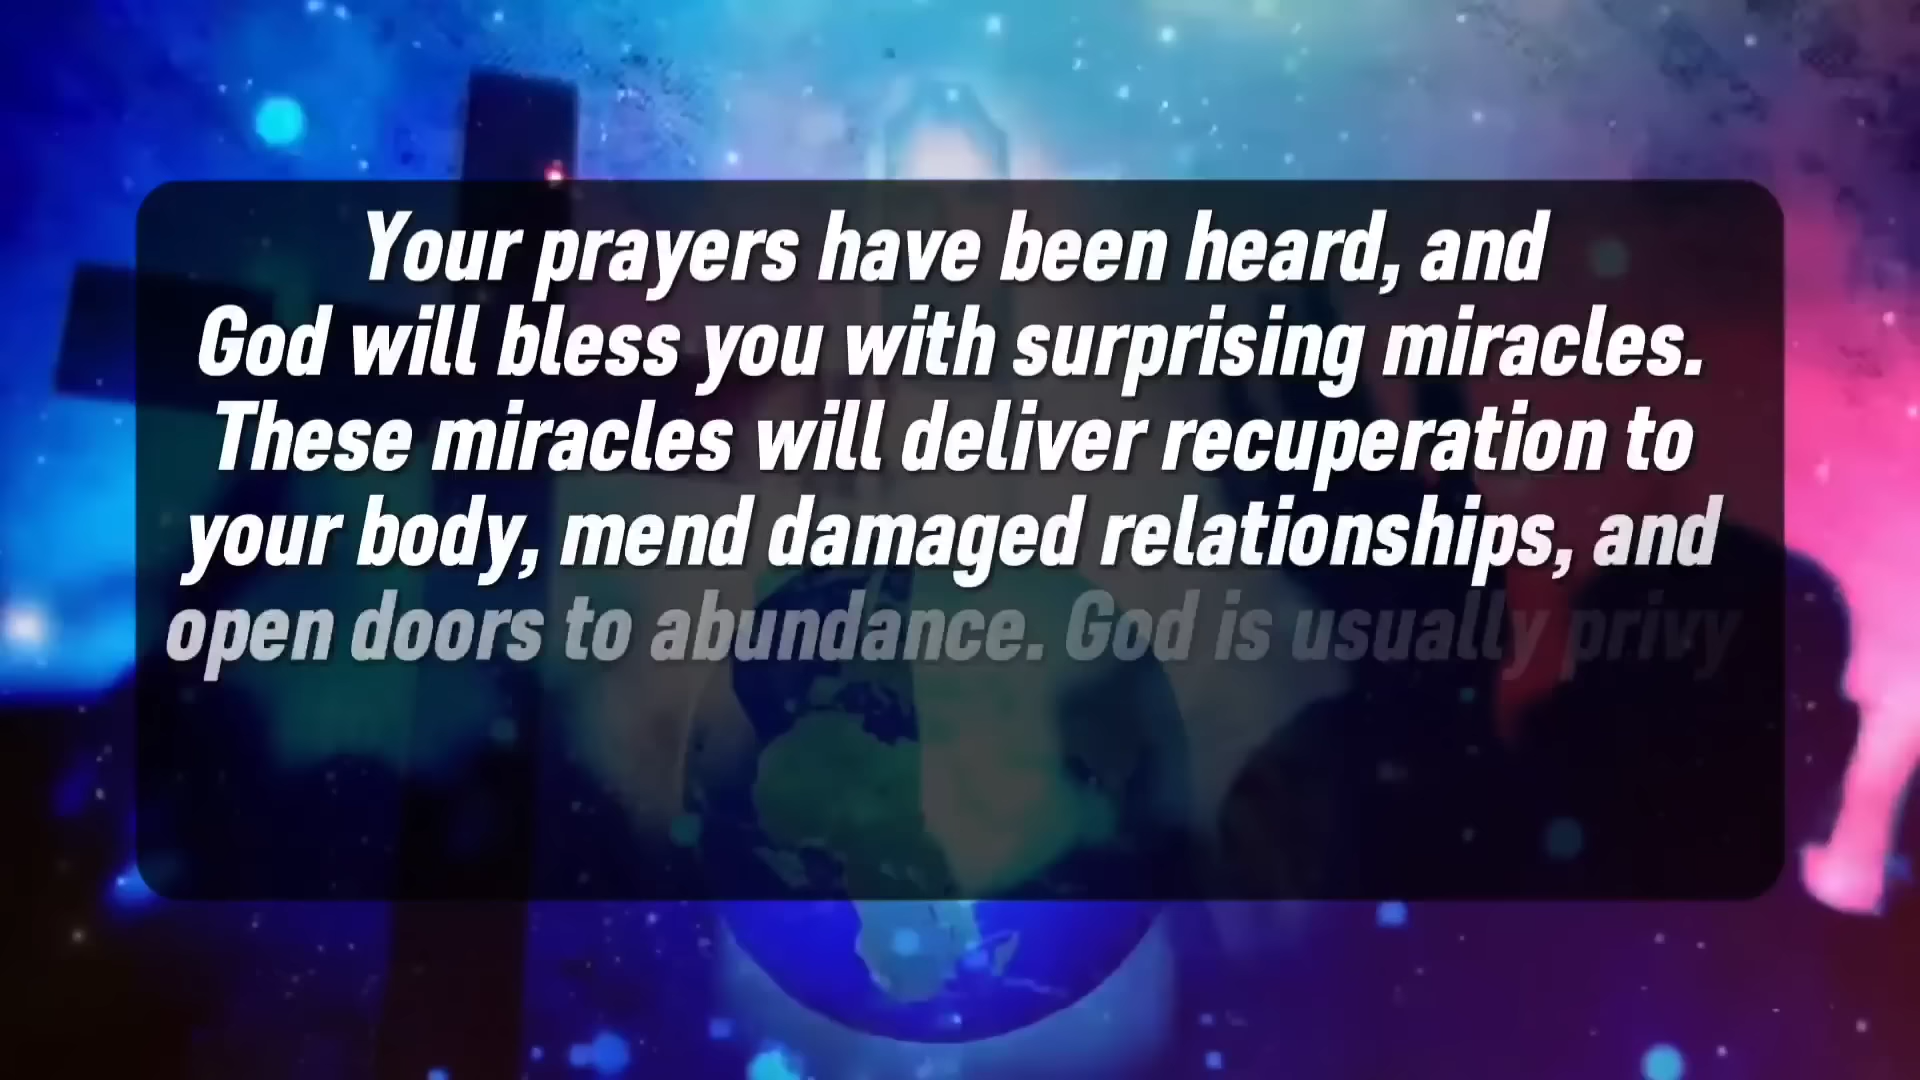 Your prayers have been heard, and
God will bless you with surprising miracles.
These miracles will deliver recuperation to
your body, mend damaged relationships, and
open doors to abundance. God is usually privy